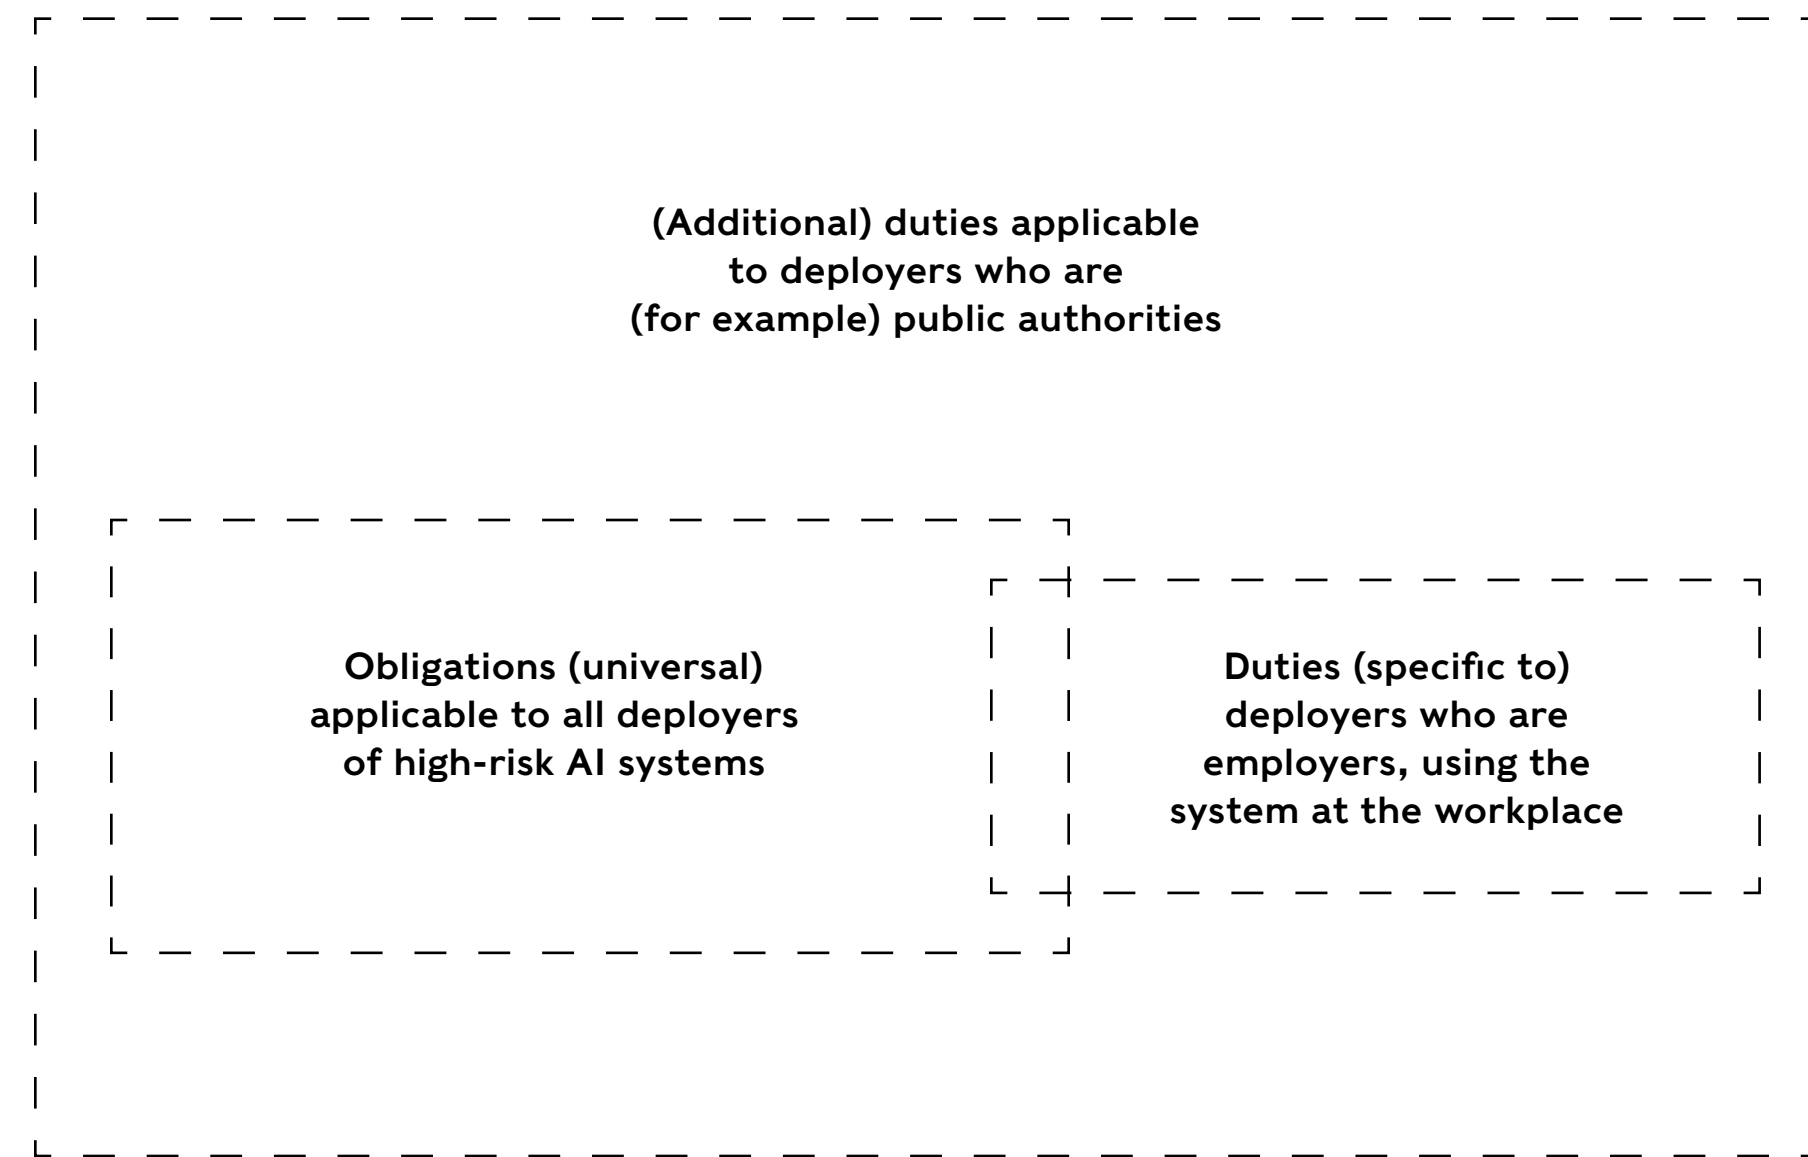 (Additional) duties applicable
to deployers who are
(for example) public authorities
Obligations (universal)
applicable to all deployers
of high-risk AI systems
Duties (specific to)
deployers who are
employers, using the
system at the workplace